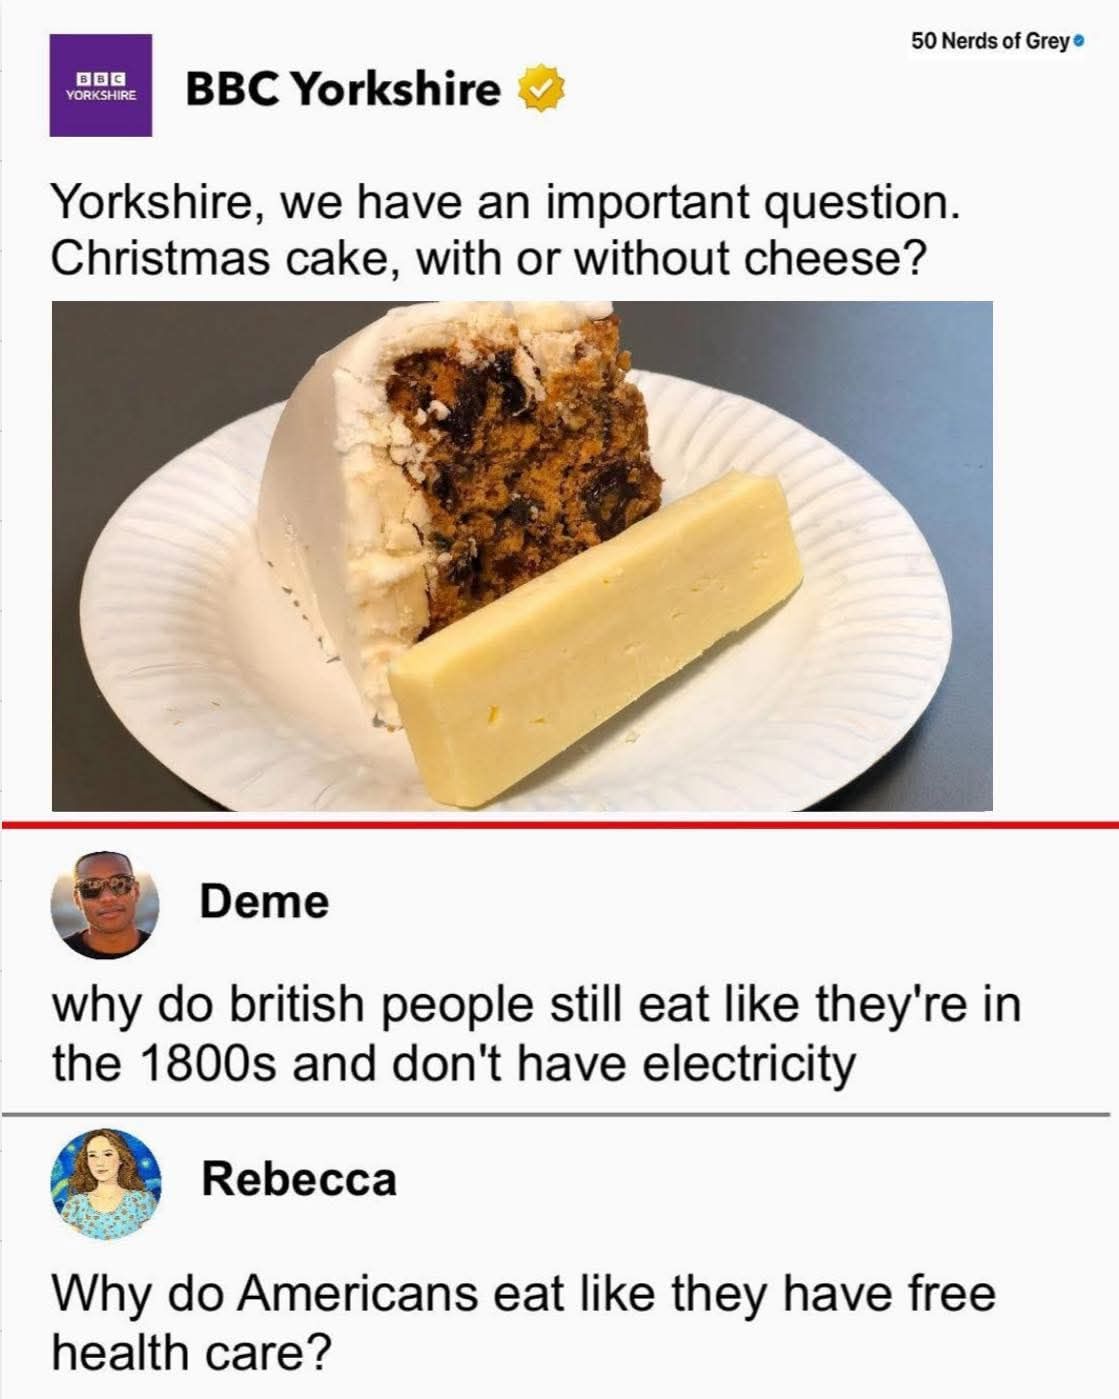 50 Nerds of Grey
BBC
YORKSHIRE
BBC Yorkshire
Yorkshire, we have an important question.
Christmas cake, with or without cheese?
Deme
why do british people still eat like they're in
the 1800s and don't have electricity
Rebecca
Why do Americans eat like they have free
health care?